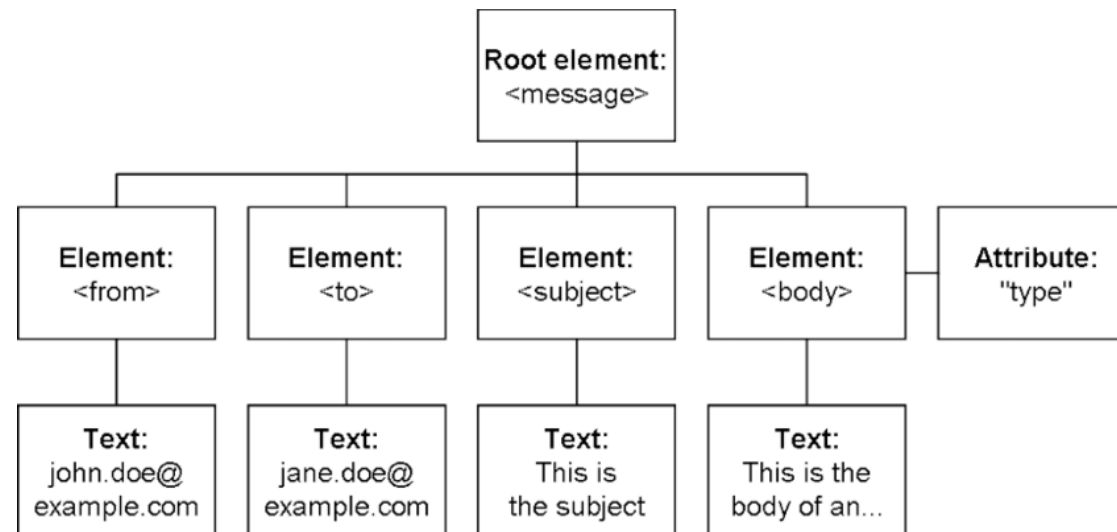 Root element:
<message>
Element:
<from>
Element:
<to>
Element:
<subject>
Element:
<body>
Attribute:
"type"
Text:
john.doe@
example.com
Text:
jane.doe@
example.com
Text:
This is
the subject
Text:
This is the
body of an...